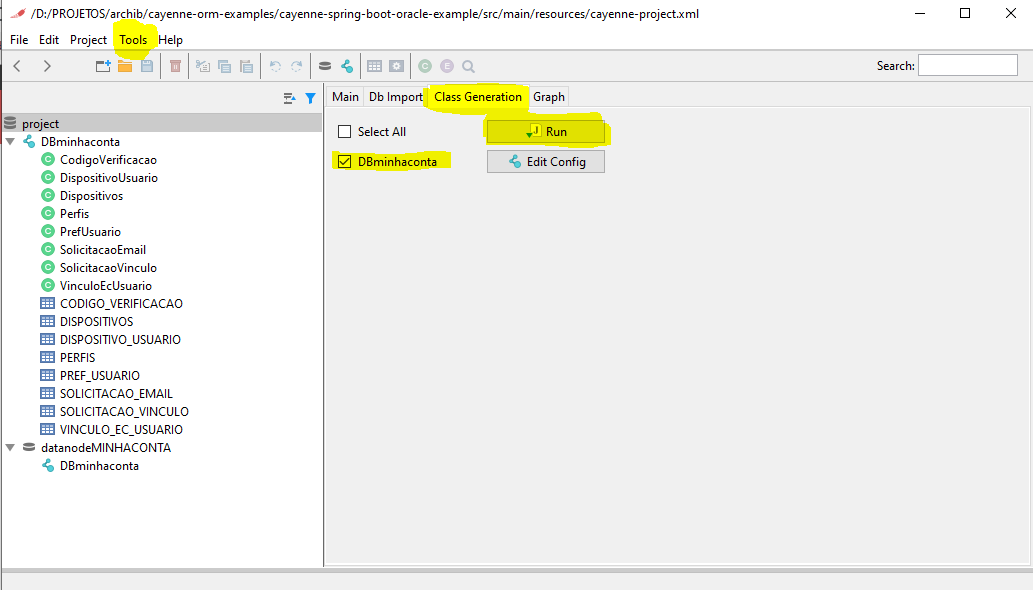 /D:/PROJETOS/archib/cayenne-orm-examples/cayenne-spring-boot-oracle-example/src/main/resources/cayenne-project.xml
File Edit Project Tools Help
Search:
Main Db Import Class Generation Graph
Select All Run
DBminhaconta Edit Config
project
DBminhaconta
CodigoVerificacao
DispositivoUsuario
Dispositivos
Perfis
PrefUsuario
SolicitacaoEmail
SolicitacaoVinculo
VinculoEcUsuario
CODIGO_VERIFICACAO
DISPOSITIVOS
DISPOSITIVO_USUARIO
PERFIS
PREF_USUARIO
SOLICITACAO_EMAIL
SOLICITACAO_VINCULO
VINCULO_EC_USUARIO
datanodeMINHACONTA
DBminhaconta